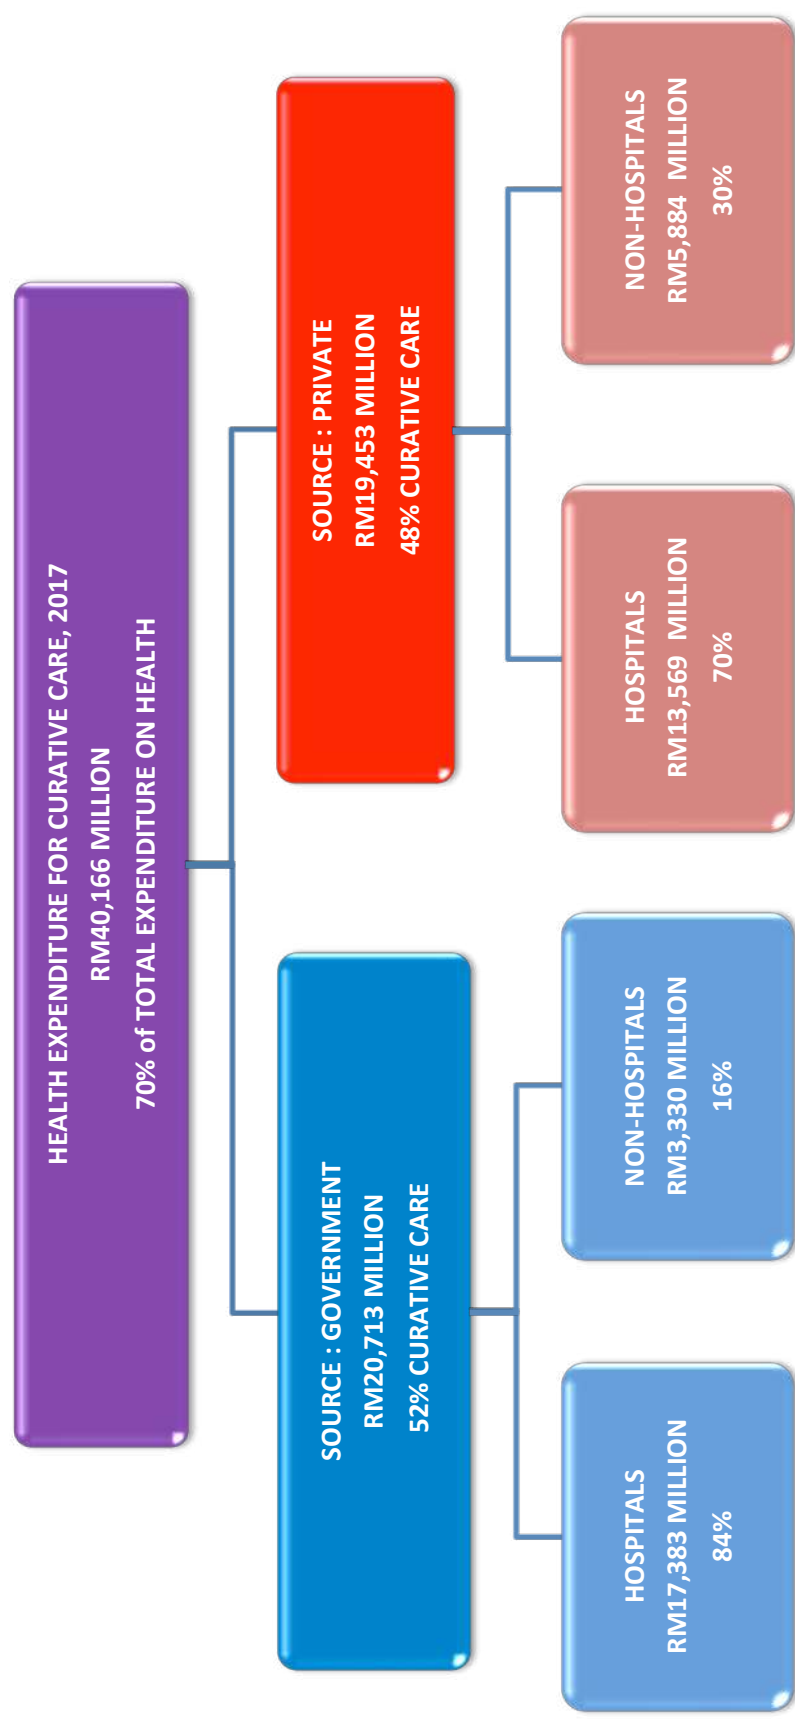 HEALTH EXPENDITURE FOR CURATIVE CARE, 2017
RM40,166 MILLION
70% of TOTAL EXPENDITURE ON HEALTH
SOURCE : GOVERNMENT
RM20,713 MILLION
52% CURATIVE CARE
SOURCE : PRIVATE
RM19,453 MILLION
48% CURATIVE CARE
HOSPITALS
RM17,383 MILLION
84%
NON-HOSPITALS
RM3,330 MILLION
16%
HOSPITALS
RM13,569 MILLION
70%
NON-HOSPITALS
RM5,884 MILLION
30%